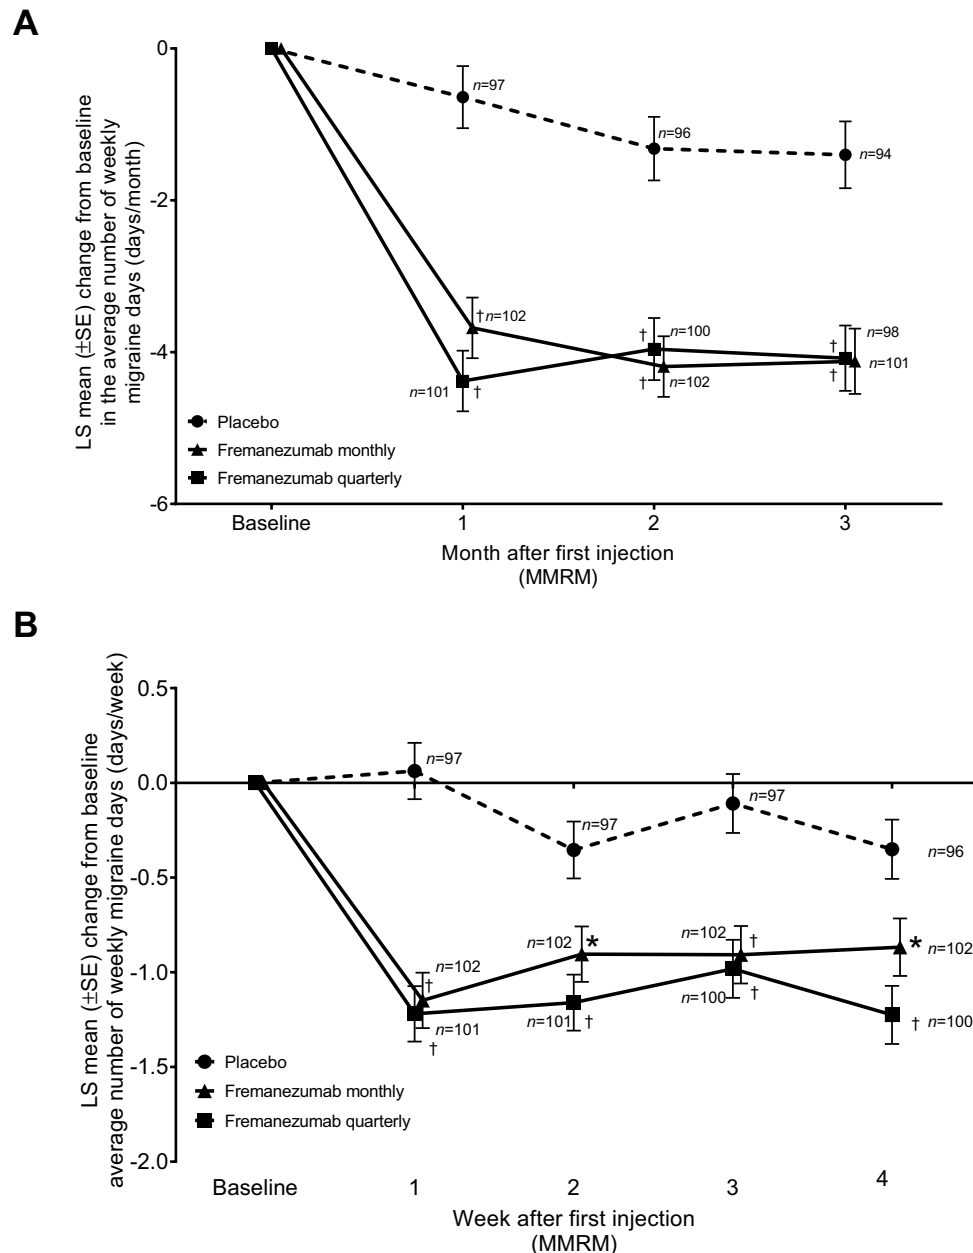 A
LS mean (±SE) change from baseline
in the average number of weekly
migraine days (days/month)
0
-2
-4
-6
n=97
n=96
n=94
†n=102
n=101
†
†
n=100
†
n=102
n=98
†
n=101
†
Placebo
Fremanezumab monthly
Fremanezumab quarterly
Baseline
1
2
3
Month after first injection
(MMRM)
B
LS mean (±SE) change from baseline
average number of weekly migraine days (days/week)
0.5
0.0
-0.5
-1.0
-1.5
-2.0
n=97
n=97
n=97
n=96
n=102
†
n=101
†
n=102 *
n=101 †
n=102 †
n=100 †
* n=102
† n=100
Placebo
Fremanezumab monthly
Fremanezumab quarterly
Baseline
1
2
3
4
Week after first injection
(MMRM)